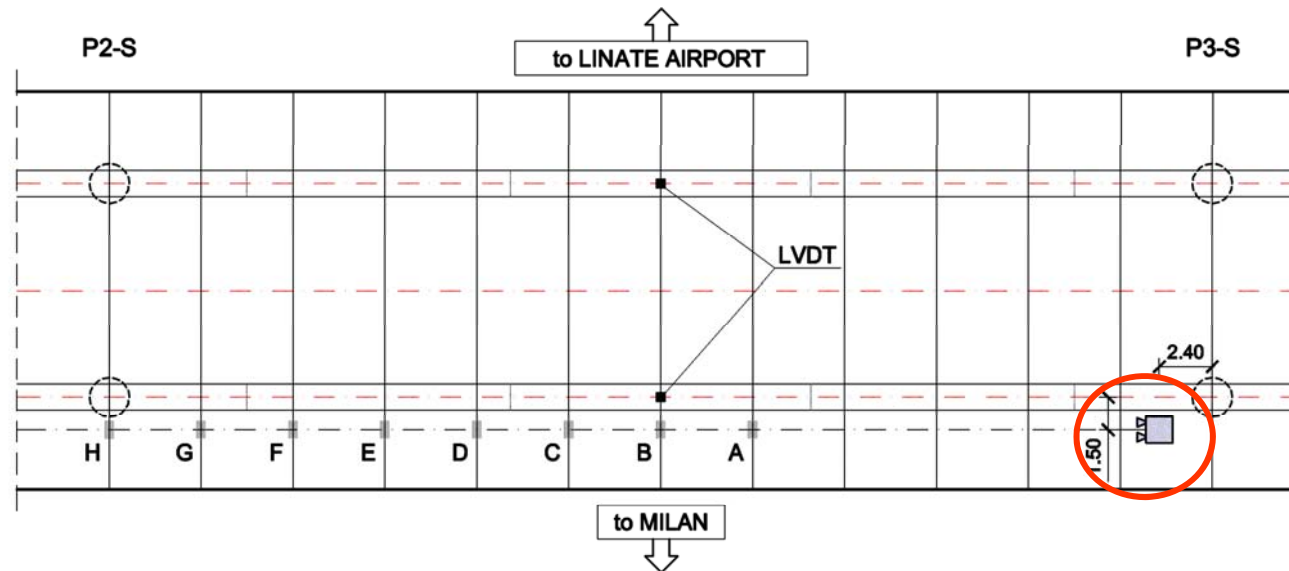 P2-S
to LINATE AIRPORT
P3-S
LVDT
2.40
1.50
H G F E D C B A
to MILAN